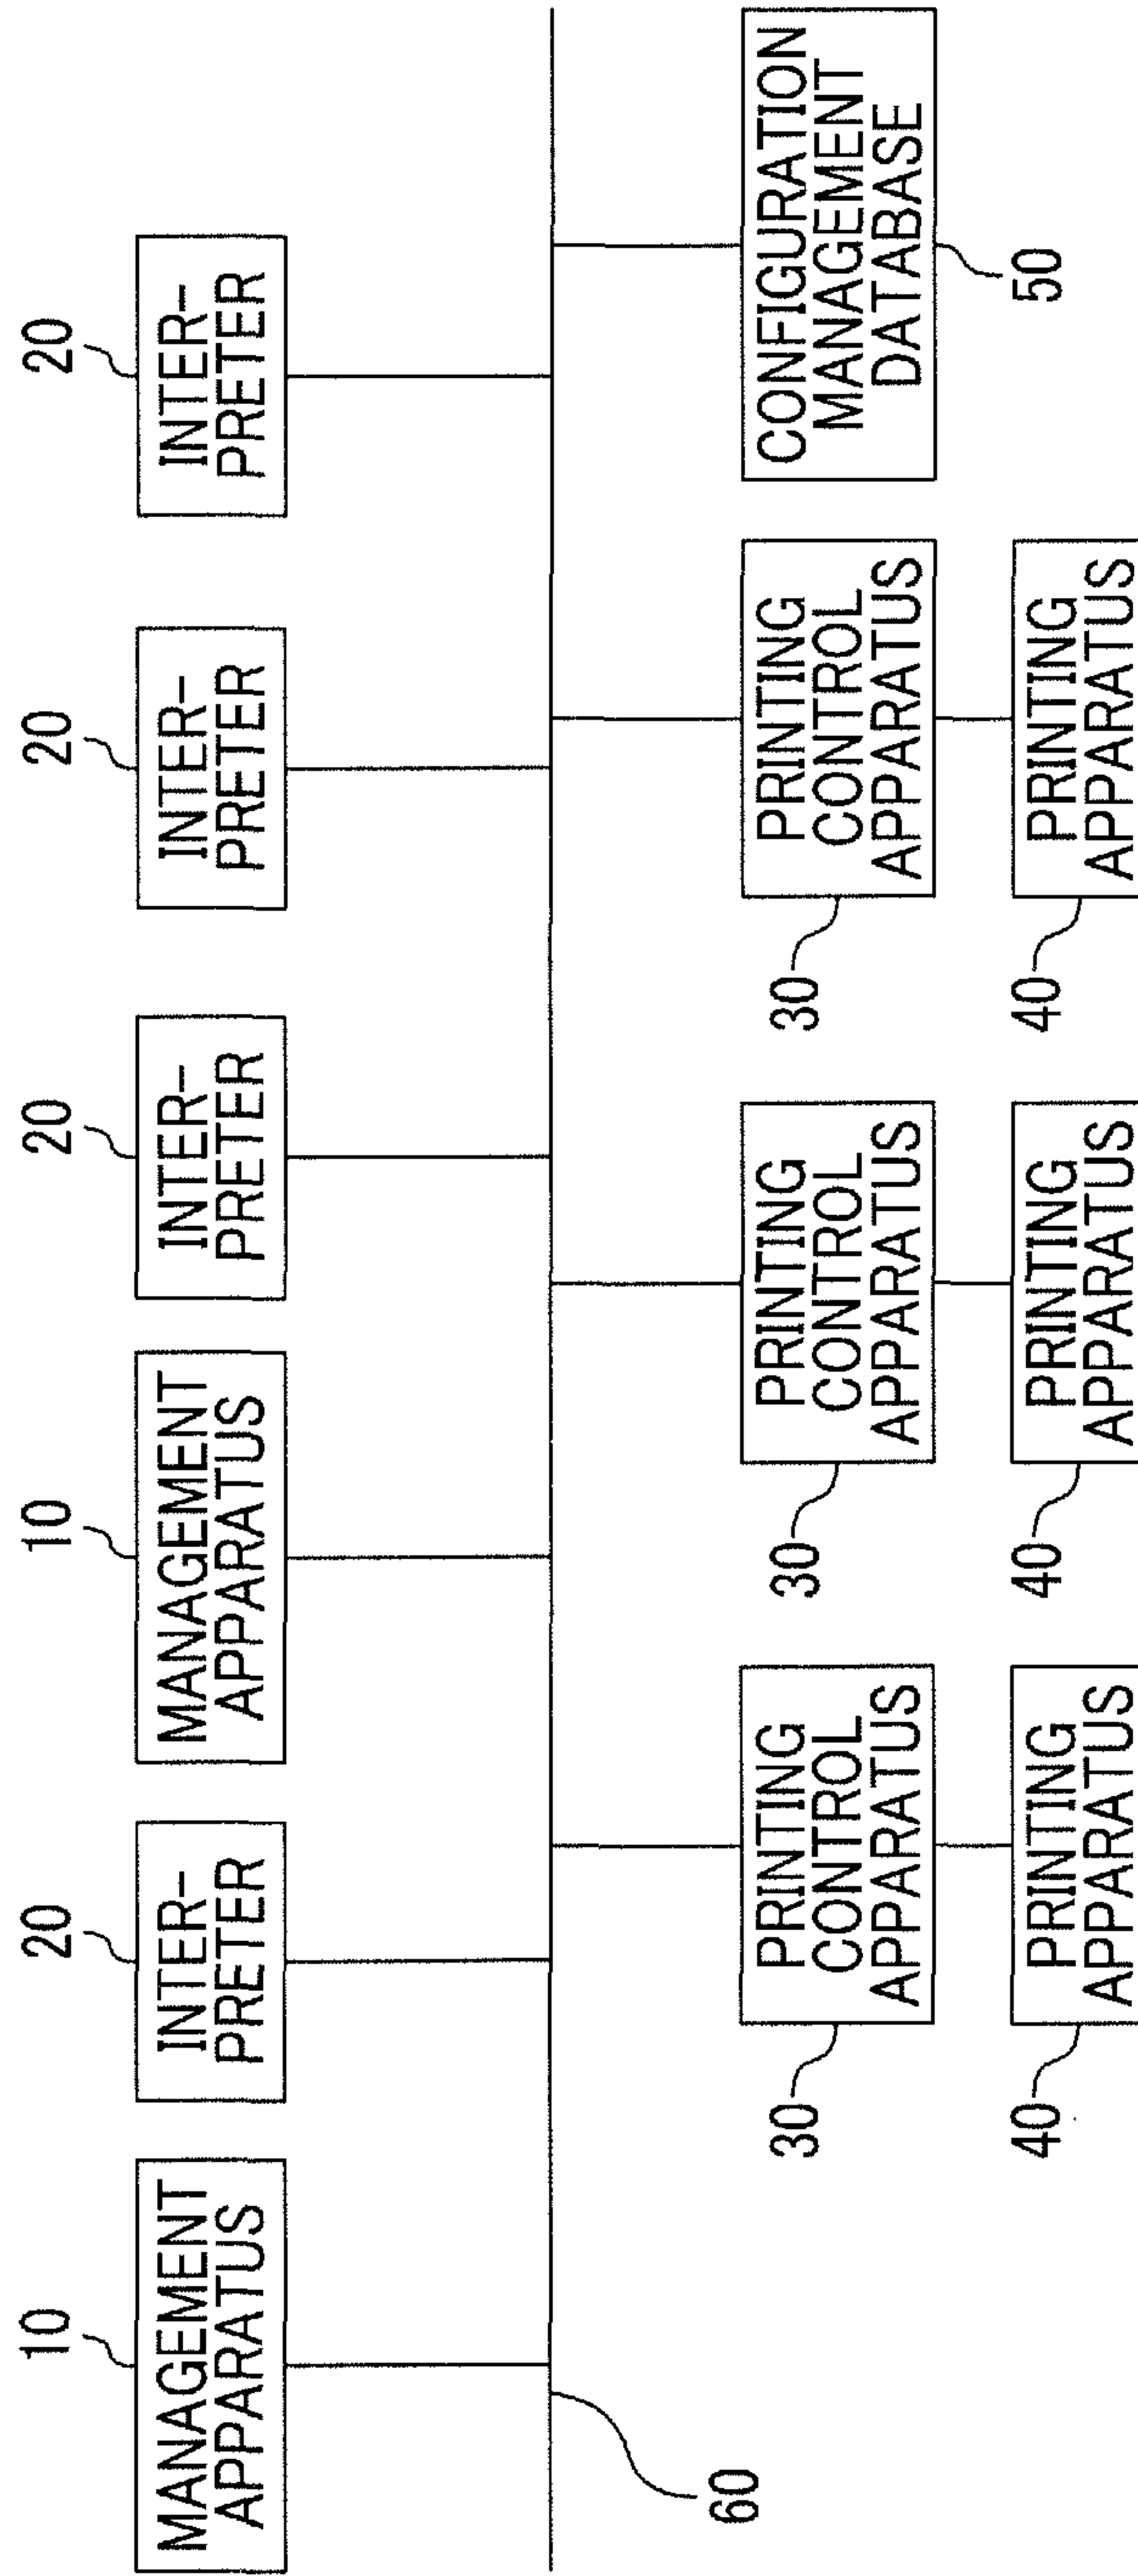 10
20
10
20
20
20
MANAGEMENT
APPARATUS
INTER-
PRETER
MANAGEMENT
APPARATUS
INTER-
PRETER
INTER-
PRETER
INTER-
PRETER
60
30
PRINTING
CONTROL
APPARATUS
30
PRINTING
CONTROL
APPARATUS
30
PRINTING
CONTROL
APPARATUS
CONFIGURATION
MANAGEMENT
DATABASE
50
40
PRINTING
APPARATUS
40
PRINTING
APPARATUS
40
PRINTING
APPARATUS